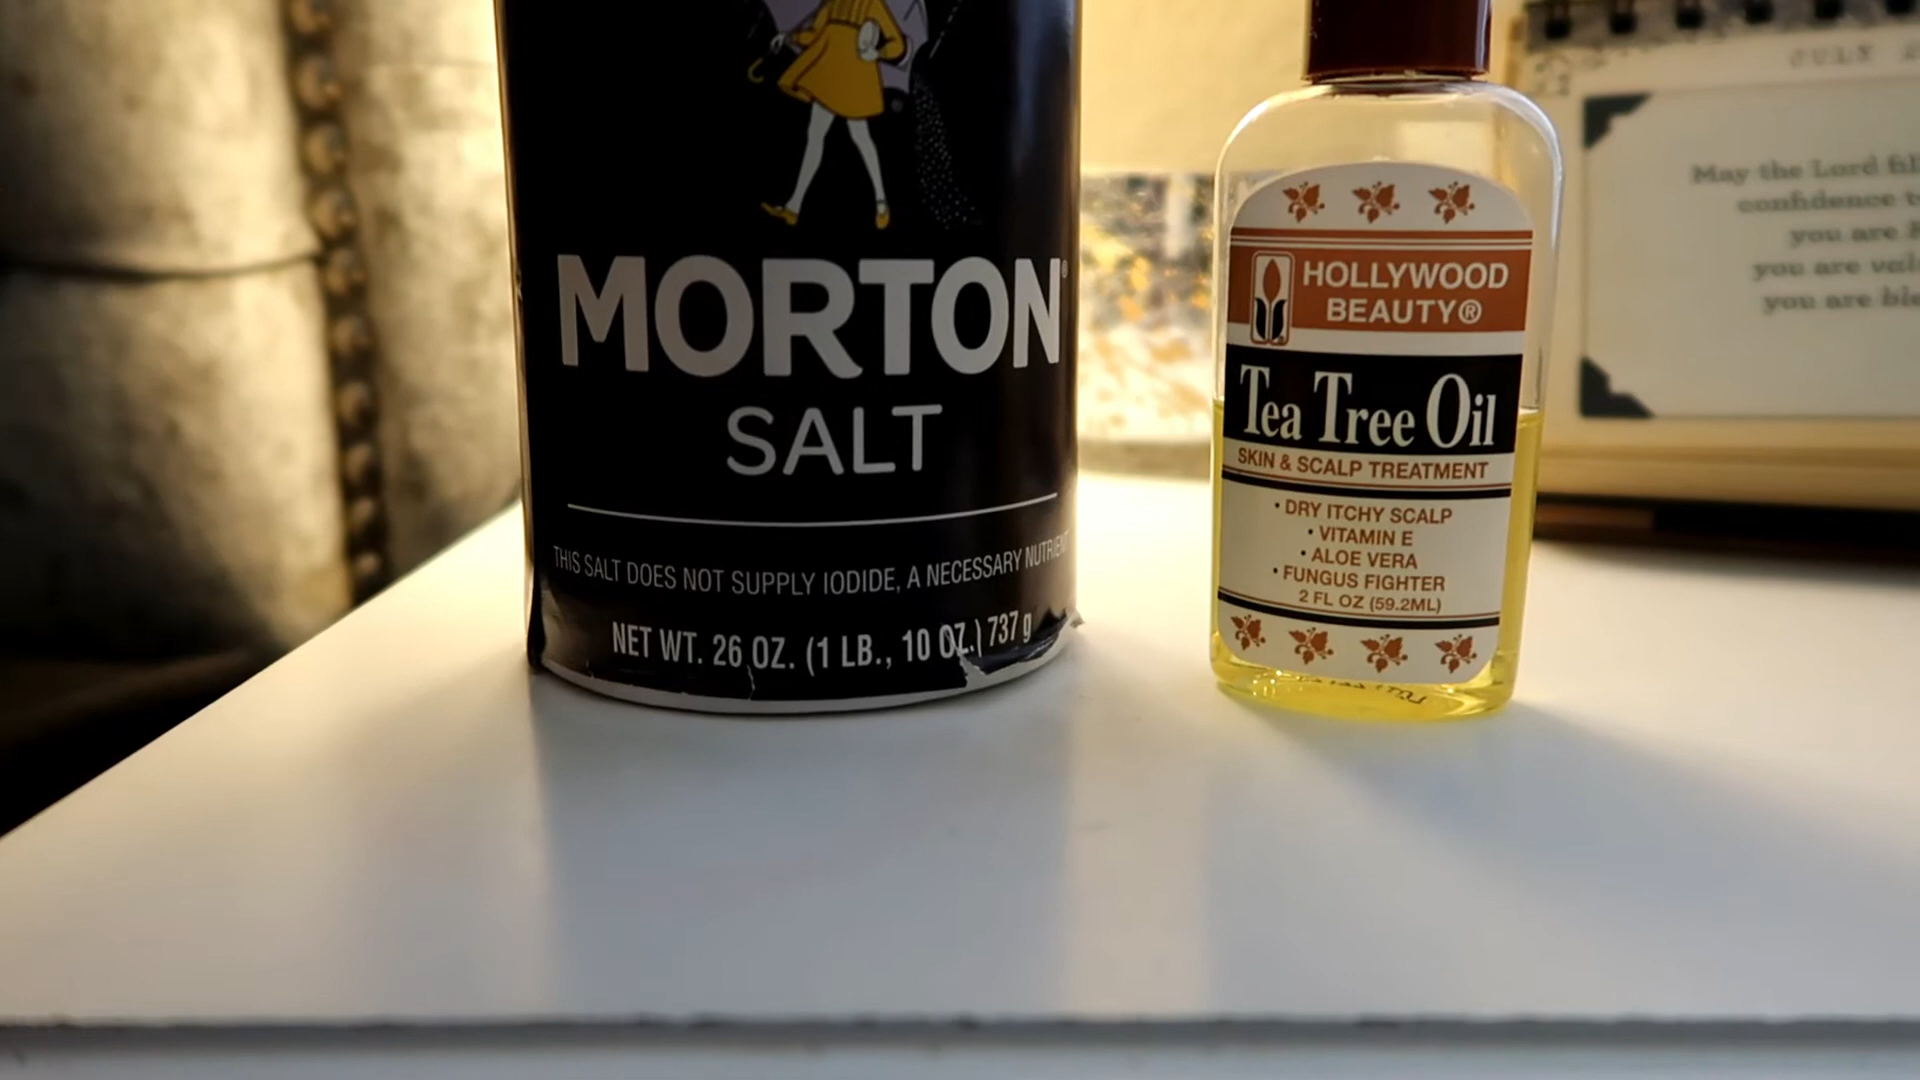 MORTON®
SALT
THIS SALT DOES NOT SUPPLY IODIDE, A NECESSARY NUTRIENT
NET WT. 26 OZ. (1 LB., 10 OZ.) 737 g
HOLLYWOOD
BEAUTY®
Tea Tree Oil
SKIN & SCALP TREATMENT
• DRY ITCHY SCALP
• VITAMIN E
• ALOE VERA
• FUNGUS FIGHTER
2 FL OZ (59.2ML)
JULY
May the Lord
confidence
you are
you are
you are